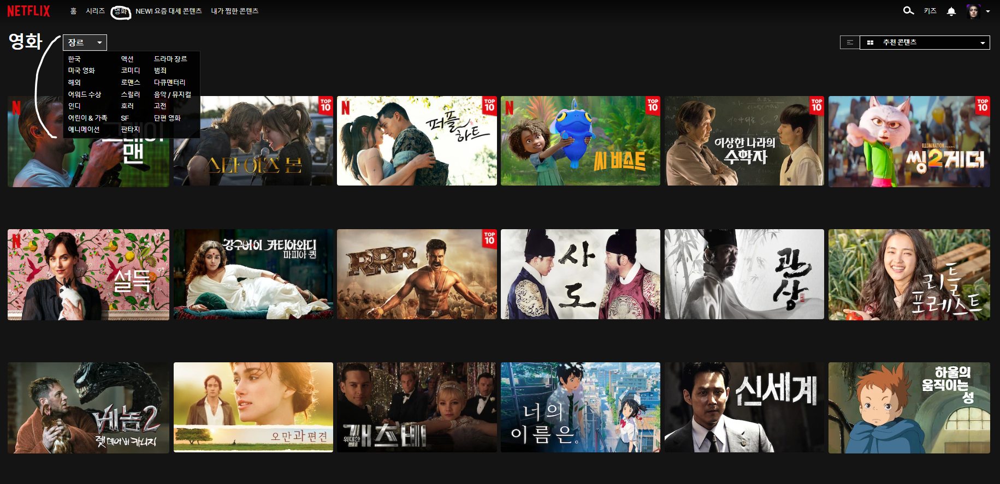 NETFLIX 홈 시리즈 영화 NEW! 요즘 대세 콘텐츠 내가 찜한 콘텐츠 키즈
영화 장르 추천 콘텐츠
한국 액션 드라마 장르
미국 영화 코미디 범죄
해외 로맨스 다큐멘터리
어워드 수상 스릴러 음악 / 뮤지컬
인디 호러 고전
어린이 & 가족 SF 단편 영화
애니메이션 판타지
N
그레이
맨
TOP
10
스타 이즈 본
N
TOP
10
퍼플
하트
N
TOP
10
씨 비스트
TOP
10
이상한 나라의
수학자
TOP
10
ILLUMINATION PRESENTS
씽2게더
N
설득
강구바이 카티아와디
마피아 퀸
TOP
10
RRR
사
도
관
상
리틀
포레스트
베놈2
렛 데어 비 카니지
오만과 편견
위대한
개츠비
너의
이름은.
신세계
하울의
움직이는
성